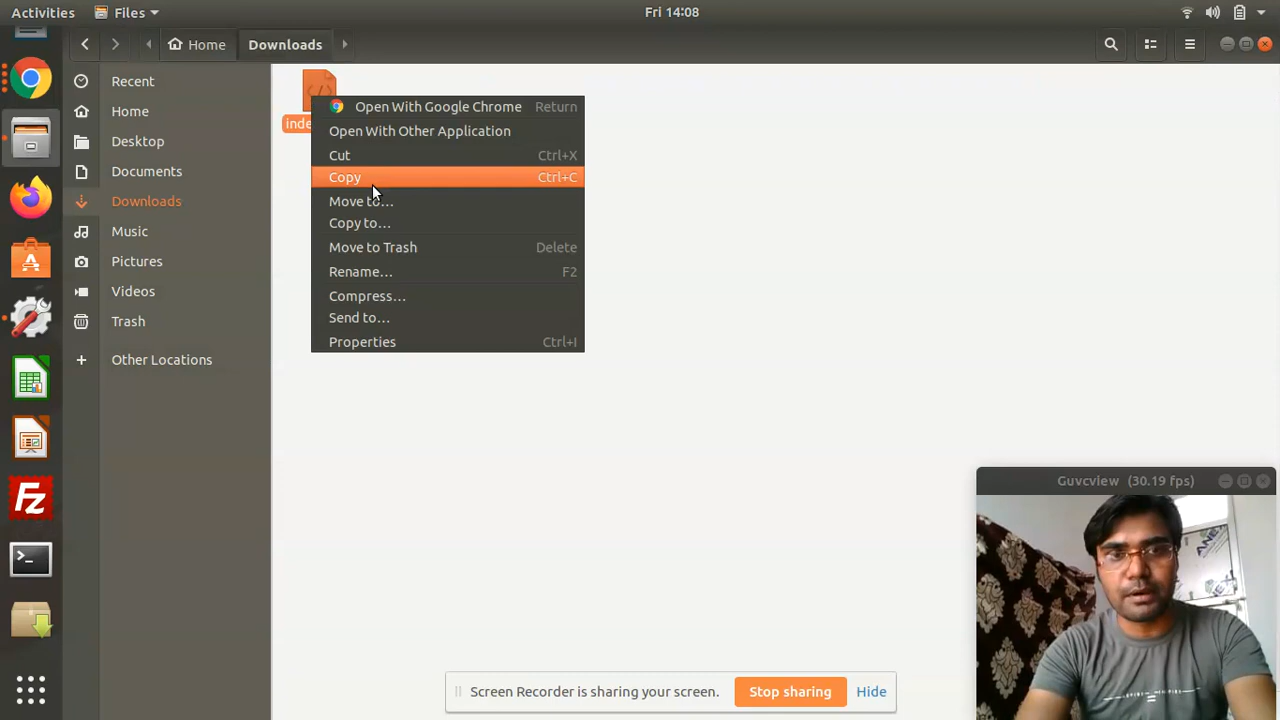 Activities Files Fri 14:08
Home Downloads
Recent
Home
Desktop
Documents
Downloads
Music
Pictures
Videos
Trash
Other Locations
Open With Google Chrome Return
Open With Other Application
Cut Ctrl+X
Copy Ctrl+C
Move to…
Copy to…
Move to Trash Delete
Rename… F2
Compress…
Send to…
Properties Ctrl+I
Guvcview (30.19 fps)
Screen Recorder is sharing your screen. Stop sharing Hide